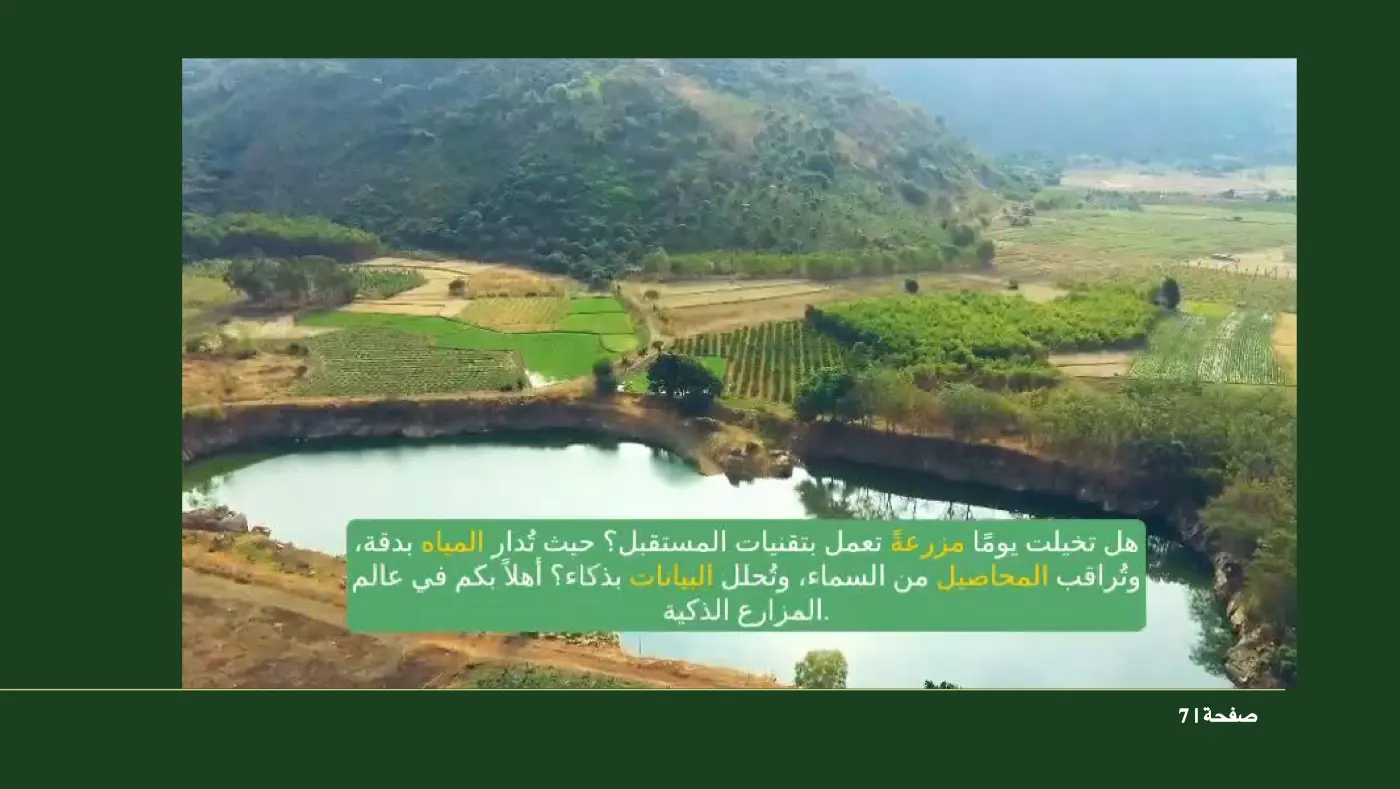 هل تخيلت يومًا مزرعةً تعمل بتقنيات المستقبل؟ حيث تُدار المياه بدقة،
وتُراقب المحاصيل من السماء، وتُحلل البيانات بذكاء؟ أهلاً بكم في عالم
المزارع الذكية.
صفحة | 7